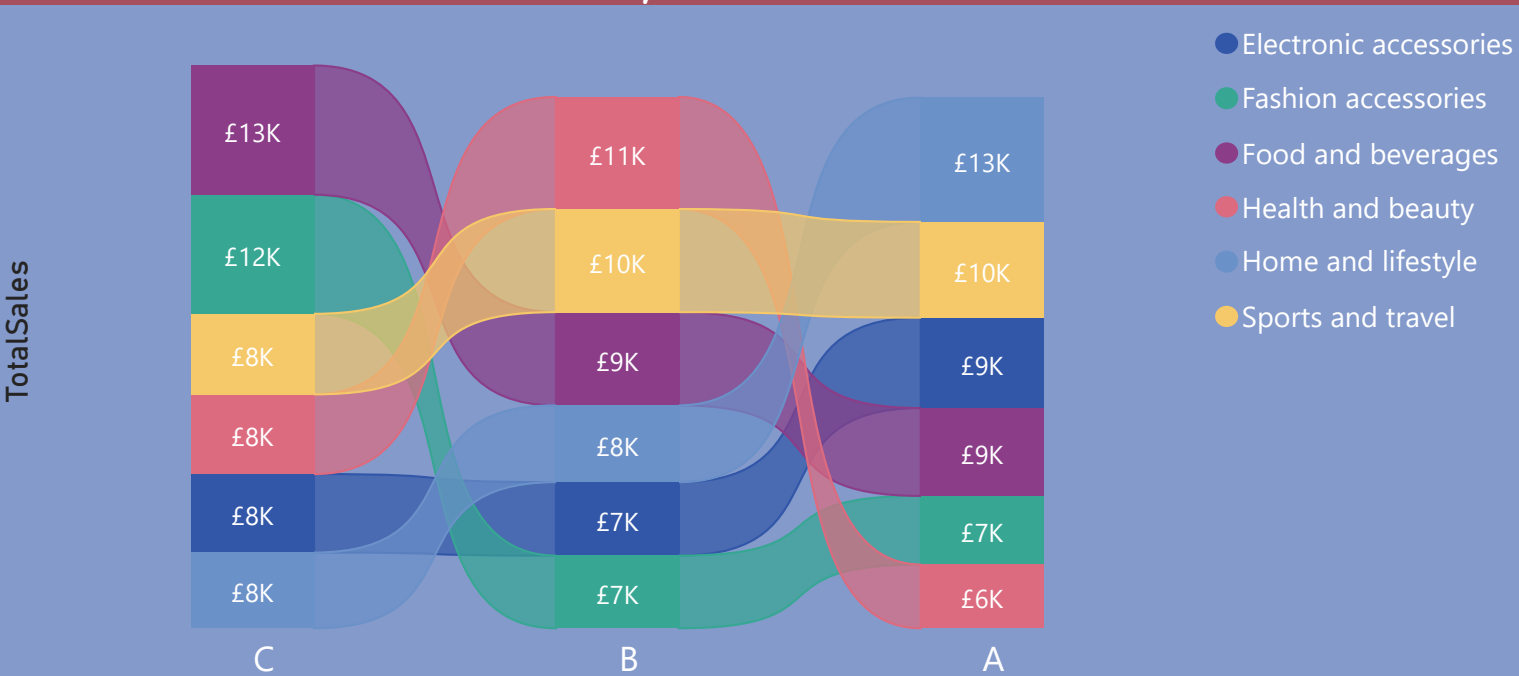 TotalSales
£13K
£12K
£8K
£8K
£8K
£8K
£11K
£10K
£9K
£8K
£7K
£7K
£13K
£10K
£9K
£9K
£7K
£6K
C
B
A
Electronic accessories
Fashion accessories
Food and beverages
Health and beauty
Home and lifestyle
Sports and travel